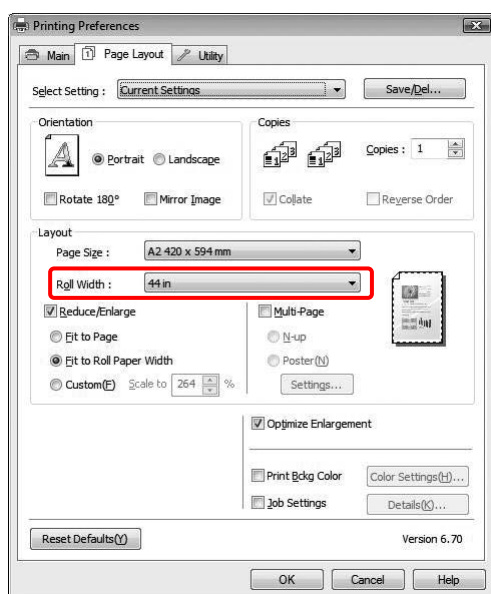 Printing Preferences
Main Page Layout Utility
Select Setting : Current Settings Save/Del...
Orientation
Portrait Landscape
Rotate 180° Mirror Image
Copies
Copies : 1
Collate Reverse Order
Layout
Page Size : A2 420 x 594 mm
Roll Width : 44 in
Reduce/Enlarge
Fit to Page
Fit to Roll Paper Width
Custom(F) Scale to 264 %
Multi-Page
N-up
Poster(N)
Settings...
Optimize Enlargement
Print Bckg Color Color Settings(H)...
Job Settings Details(K)...
Reset Defaults(Y) Version 6.70
OK Cancel Help